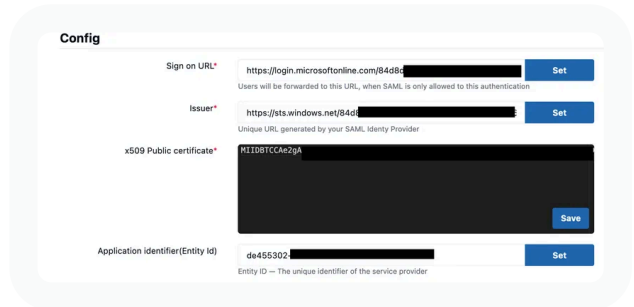 Config
Sign on URL*
https://login.microsoftonline.com/84d8d
Set
Users will be forwarded to this URL, when SAML is only allowed to this authentication
Issuer*
https://sts.windows.net/84d8
Set
Unique URL generated by your SAML Identy Provider
x509 Public certificate*
MIIDBTCCAe2gA
Save
Application identifier(Entity Id)
de455302-
Set
Entity ID — The unique identifier of the service provider